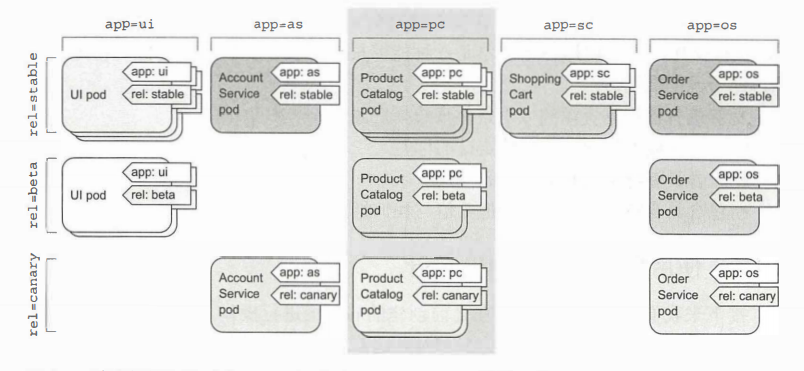 app=ui app=as app=pc app=sc app=os
rel=stable
UI pod
app: ui
rel: stable
Account
Service
pod
app: as
rel: stable
Product
Catalog
pod
app: pc
rel: stable
Shopping
Cart
pod
app: sc
rel: stable
Order
Service
pod
app: os
rel: stable
rel=beta
UI pod
app: ui
rel: beta
Product
Catalog
pod
app: pc
rel: beta
Order
Service
pod
app: os
rel: beta
rel=canary
Account
Service
pod
app: as
rel: canary
Product
Catalog
pod
app: pc
rel: canary
Order
Service
pod
app: os
rel: canary